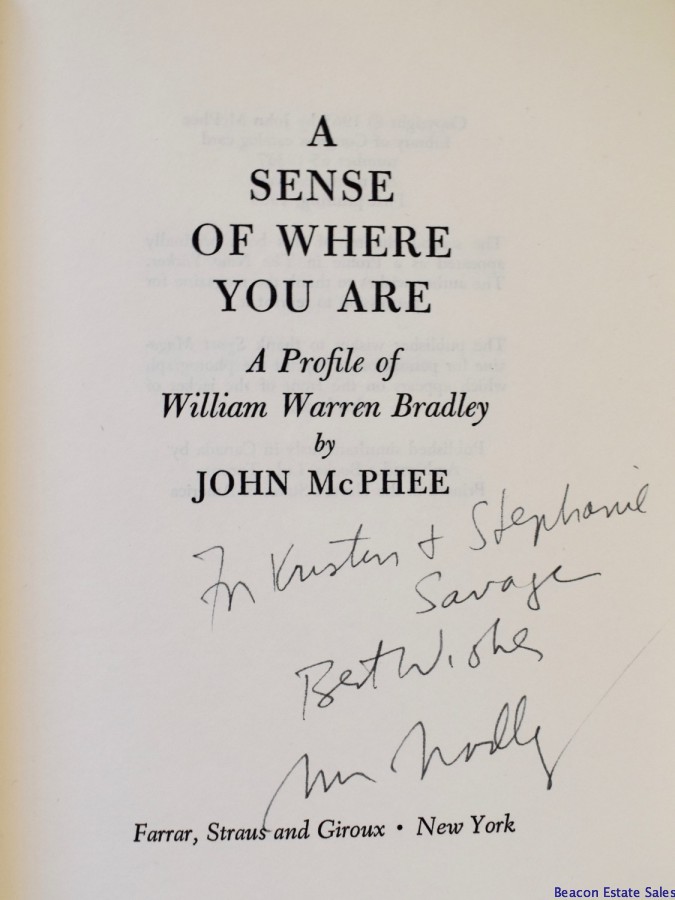 A
SENSE
OF WHERE
YOU ARE
A Profile of
William Warren Bradley
by
JOHN McPHEE
For Kristen + Stephanie
Savage
Best Wishes
Farrar, Straus and Giroux • New York
Beacon Estate Sales